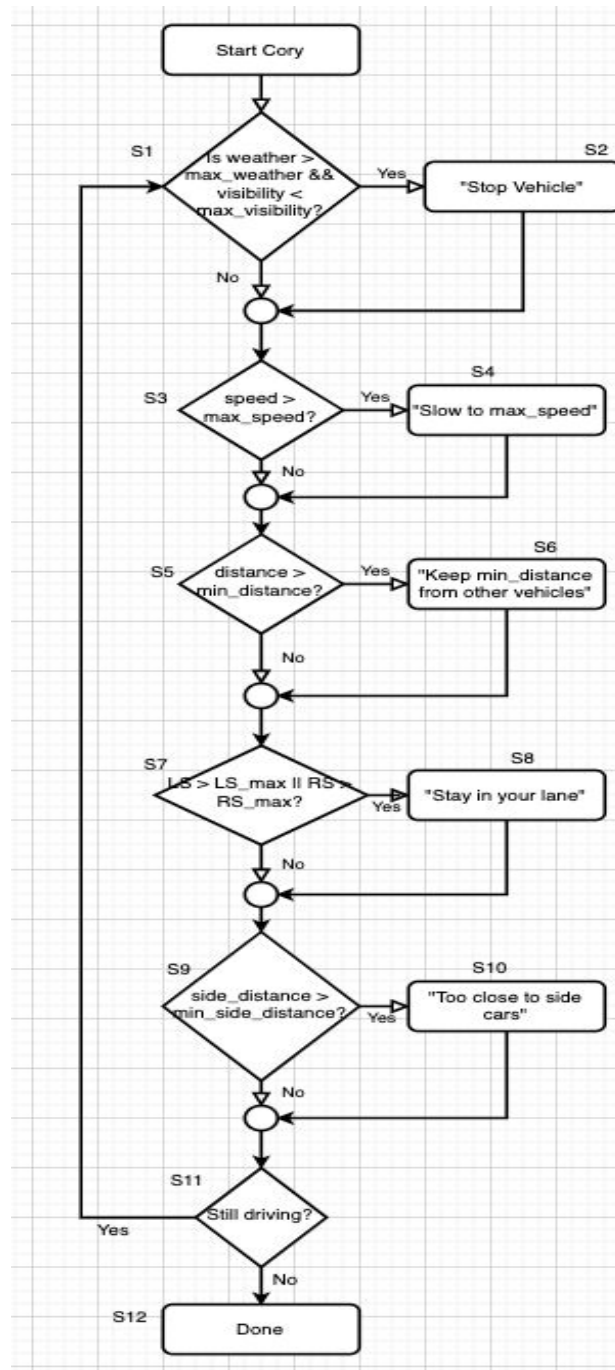 Start Cory
S1
Is weather >
max_weather &&
visibility <
max_visibility?
Yes
S2
"Stop Vehicle"
No
S3
speed >
max_speed?
Yes
S4
"Slow to max_speed"
No
S5
distance >
min_distance?
Yes
S6
"Keep min_distance
from other vehicles"
No
S7
LS > LS_max || RS >
RS_max?
Yes
S8
"Stay in your lane"
No
S9
side_distance >
min_side_distance?
Yes
S10
"Too close to side
cars"
No
S11
Still driving?
Yes
No
S12
Done